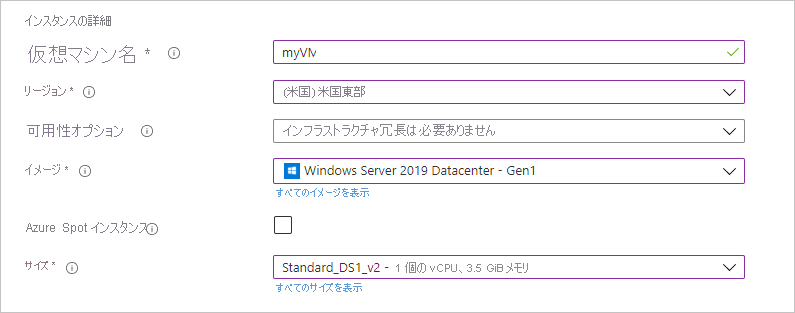 インスタンスの詳細
仮想マシン名 * myVM
リージョン * (米国) 米国東部
可用性オプション インフラストラクチャ冗長は必要ありません
イメージ * Windows Server 2019 Datacenter - Gen1
すべてのイメージを表示
Azure Spot インスタンス
サイズ * Standard_DS1_v2 - 1 個の vCPU、3.5 GiB メモリ
すべてのサイズを表示